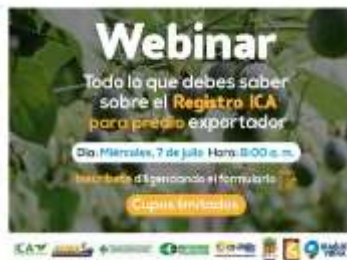 Webinar
Todo lo que debes saber
sobre el Registro ICA
para predio exportador
Día: Miércoles, 7 de julio Hora: 8:00 a. m.
Inscríbete diligenciando el formulario
Cupos limitados
ICA